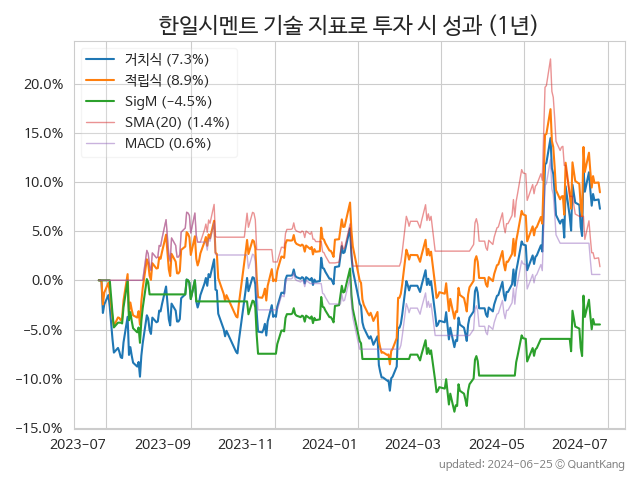 한일시멘트 기술 지표로 투자 시 성과 (1년)
거치식 (7.3%)
적립식 (8.9%)
SigM (−4.5%)
SMA(20) (1.4%)
MACD (0.6%)
20.0%
15.0%
10.0%
5.0%
0.0%
−5.0%
−10.0%
−15.0%
2023-07 2023-09 2023-11 2024-01 2024-03 2024-05 2024-07
updated: 2024-06-25 © QuantKang